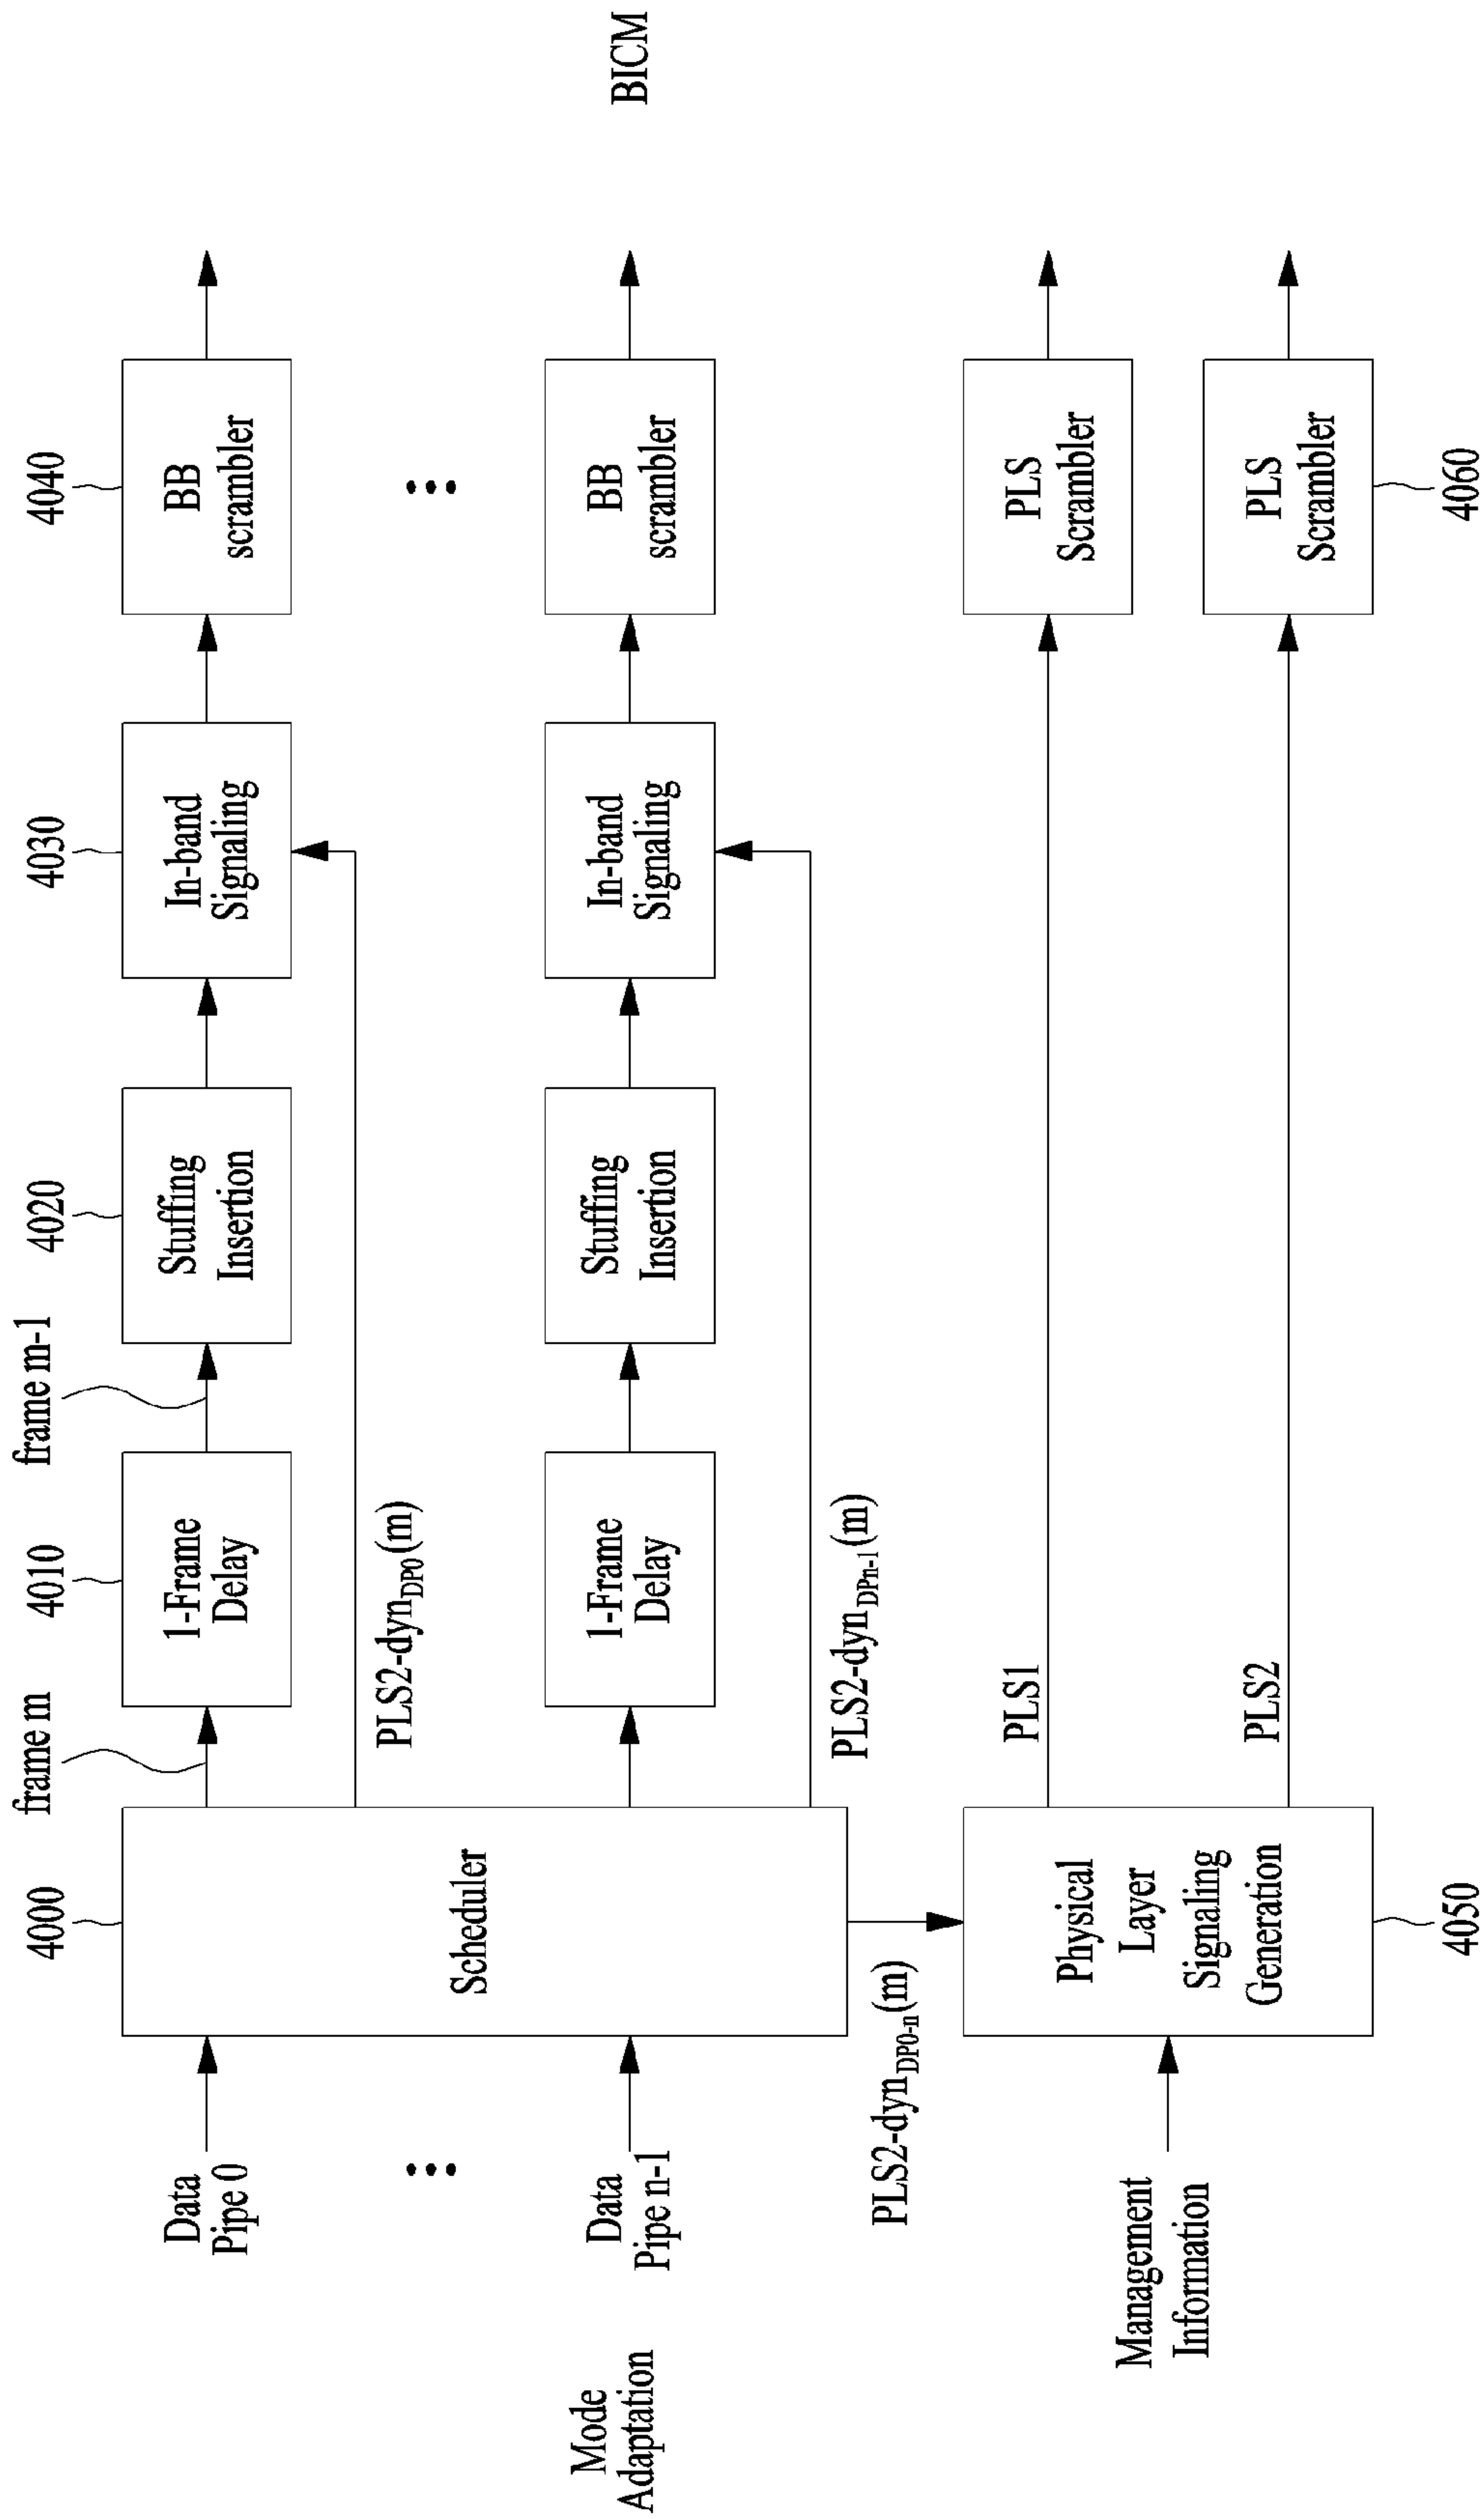 4000
frame m
4010
frame m-1
4020
4030
4040
Data
Pipe 0
1-Frame
Delay
Stuffing
Insertion
In-band
Signaling
BB
scrambler
PLS2-dynDP0(m)
Scheduler
Mode
Adaptation
Data
Pipe n-1
1-Frame
Delay
Stuffing
Insertion
In-band
Signaling
BB
scrambler
BICM
PLS2-dynDPn-1(m)
PLS2-dynDP0-n(m)
Management
Information
Physical
Layer
Signaling
Generation
PLS1
PLS
Scrambler
PLS2
PLS
Scrambler
4050
4060